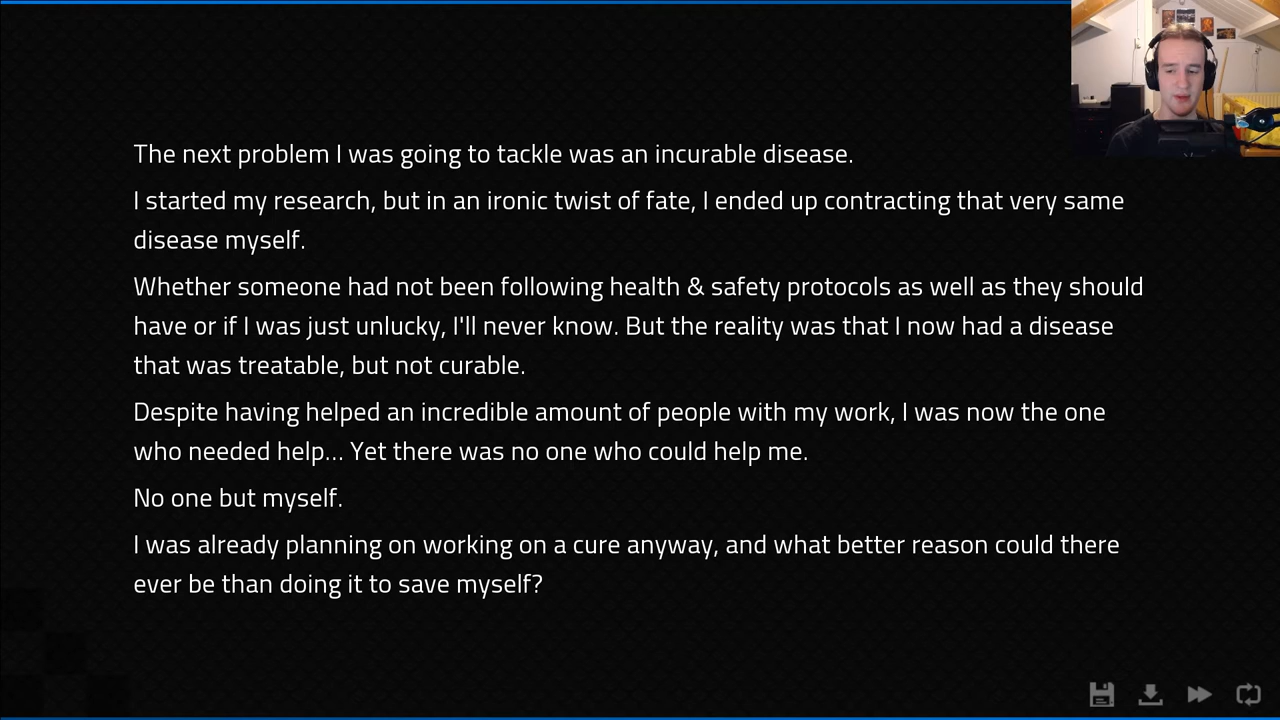 The next problem I was going to tackle was an incurable disease.
I started my research, but in an ironic twist of fate, I ended up contracting that very same
disease myself.
Whether someone had not been following health & safety protocols as well as they should
have or if I was just unlucky, I'll never know. But the reality was that I now had a disease
that was treatable, but not curable.
Despite having helped an incredible amount of people with my work, I was now the one
who needed help... Yet there was no one who could help me.
No one but myself.
I was already planning on working on a cure anyway, and what better reason could there
ever be than doing it to save myself?